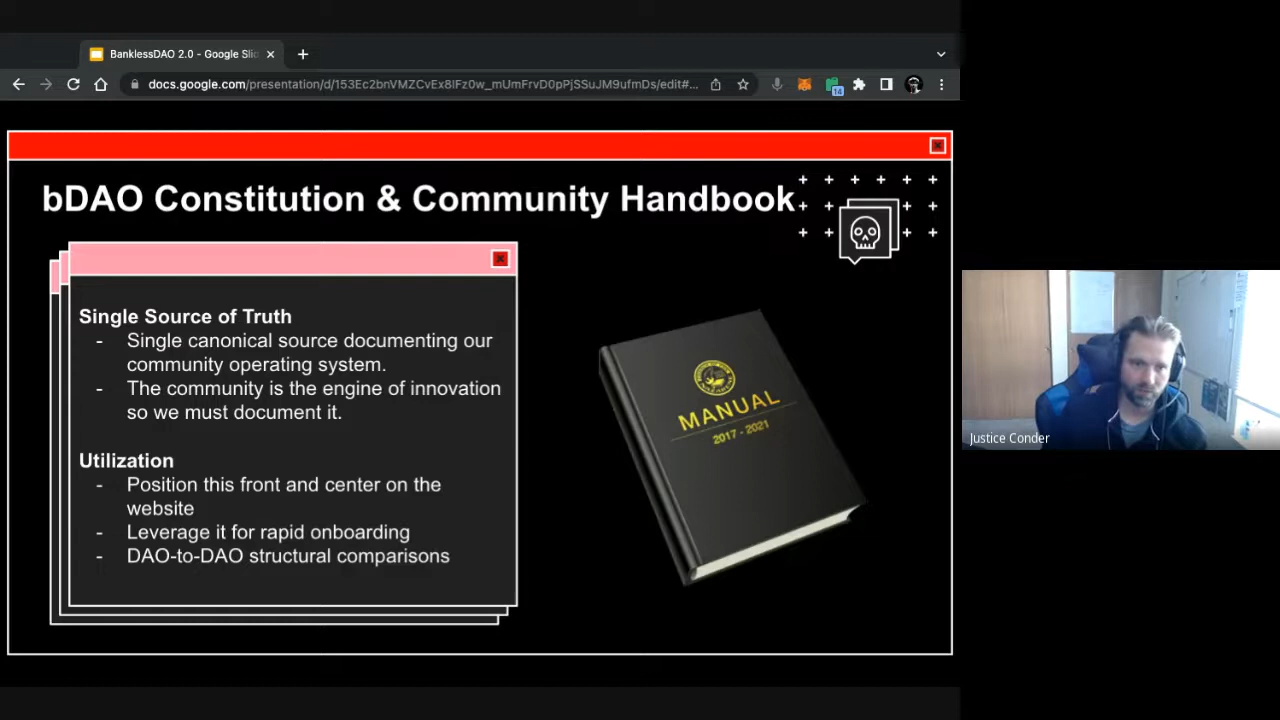 BanklessDAO 2.0 - Google Slid
docs.google.com/presentation/d/153Ec2bnVMZCvEx8IFz0w_mUmFrvD0pPjSSuJM9ufmDs/edit#...
14
bDAO Constitution & Community Handbook
Single Source of Truth
- Single canonical source documenting our
community operating system.
- The community is the engine of innovation
so we must document it.
Utilization
- Position this front and center on the
website
- Leverage it for rapid onboarding
- DAO-to-DAO structural comparisons
MANUAL
2017 - 2021
Justice Conder